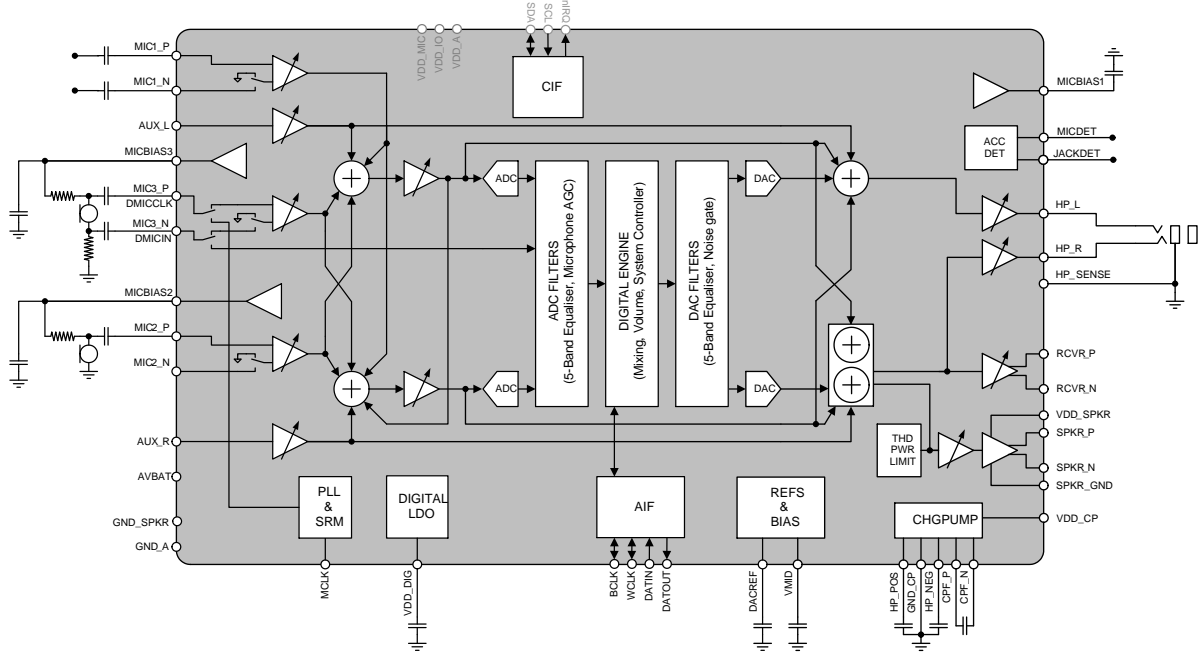 SDA
SCL
nIRQ
VDD_MIC
VDD_IO
VDD_A
CIF
MIC1_P
MIC1_N
AUX_L
MICBIAS3
MIC3_P
DMICCLK
MIC3_N
DMICIN
MICBIAS2
MIC2_P
MIC2_N
AUX_R
AVBAT
GND_SPKR
GND_A
ADC
ADC
ADC FILTERS
(5-Band Equaliser, Microphone AGC)
DIGITAL ENGINE
(Mixing, Volume, System Controller)
DAC FILTERS
(5-Band Equaliser, Noise gate)
DAC
DAC
MICBIAS1
ACC
DET
MICDET
JACKDET
HP_L
HP_R
HP_SENSE
RCVR_P
RCVR_N
VDD_SPKR
SPKR_P
SPKR_N
SPKR_GND
VDD_CP
THD
PWR
LIMIT
PLL
&
SRM
DIGITAL
LDO
AIF
REFS
&
BIAS
CHGPUMP
MCLK
VDD_DIG
BCLK
WCLK
DATIN
DATOUT
DACREF
VMID
HP_POS
GND_CP
HP_NEG
CPF_P
CPF_N